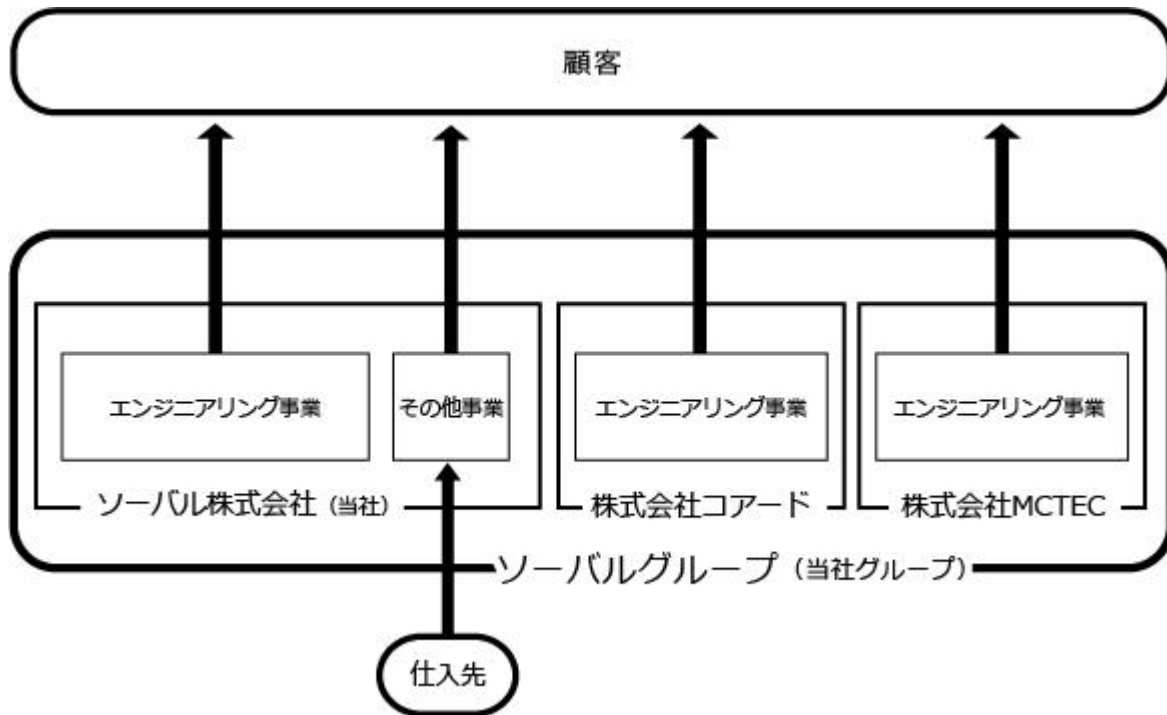 顧客
エンジニアリング事業
その他事業
エンジニアリング事業
エンジニアリング事業
ソーバル株式会社（当社）
株式会社コアード
株式会社MCTEC
ソーバルグループ（当社グループ）
仕入先